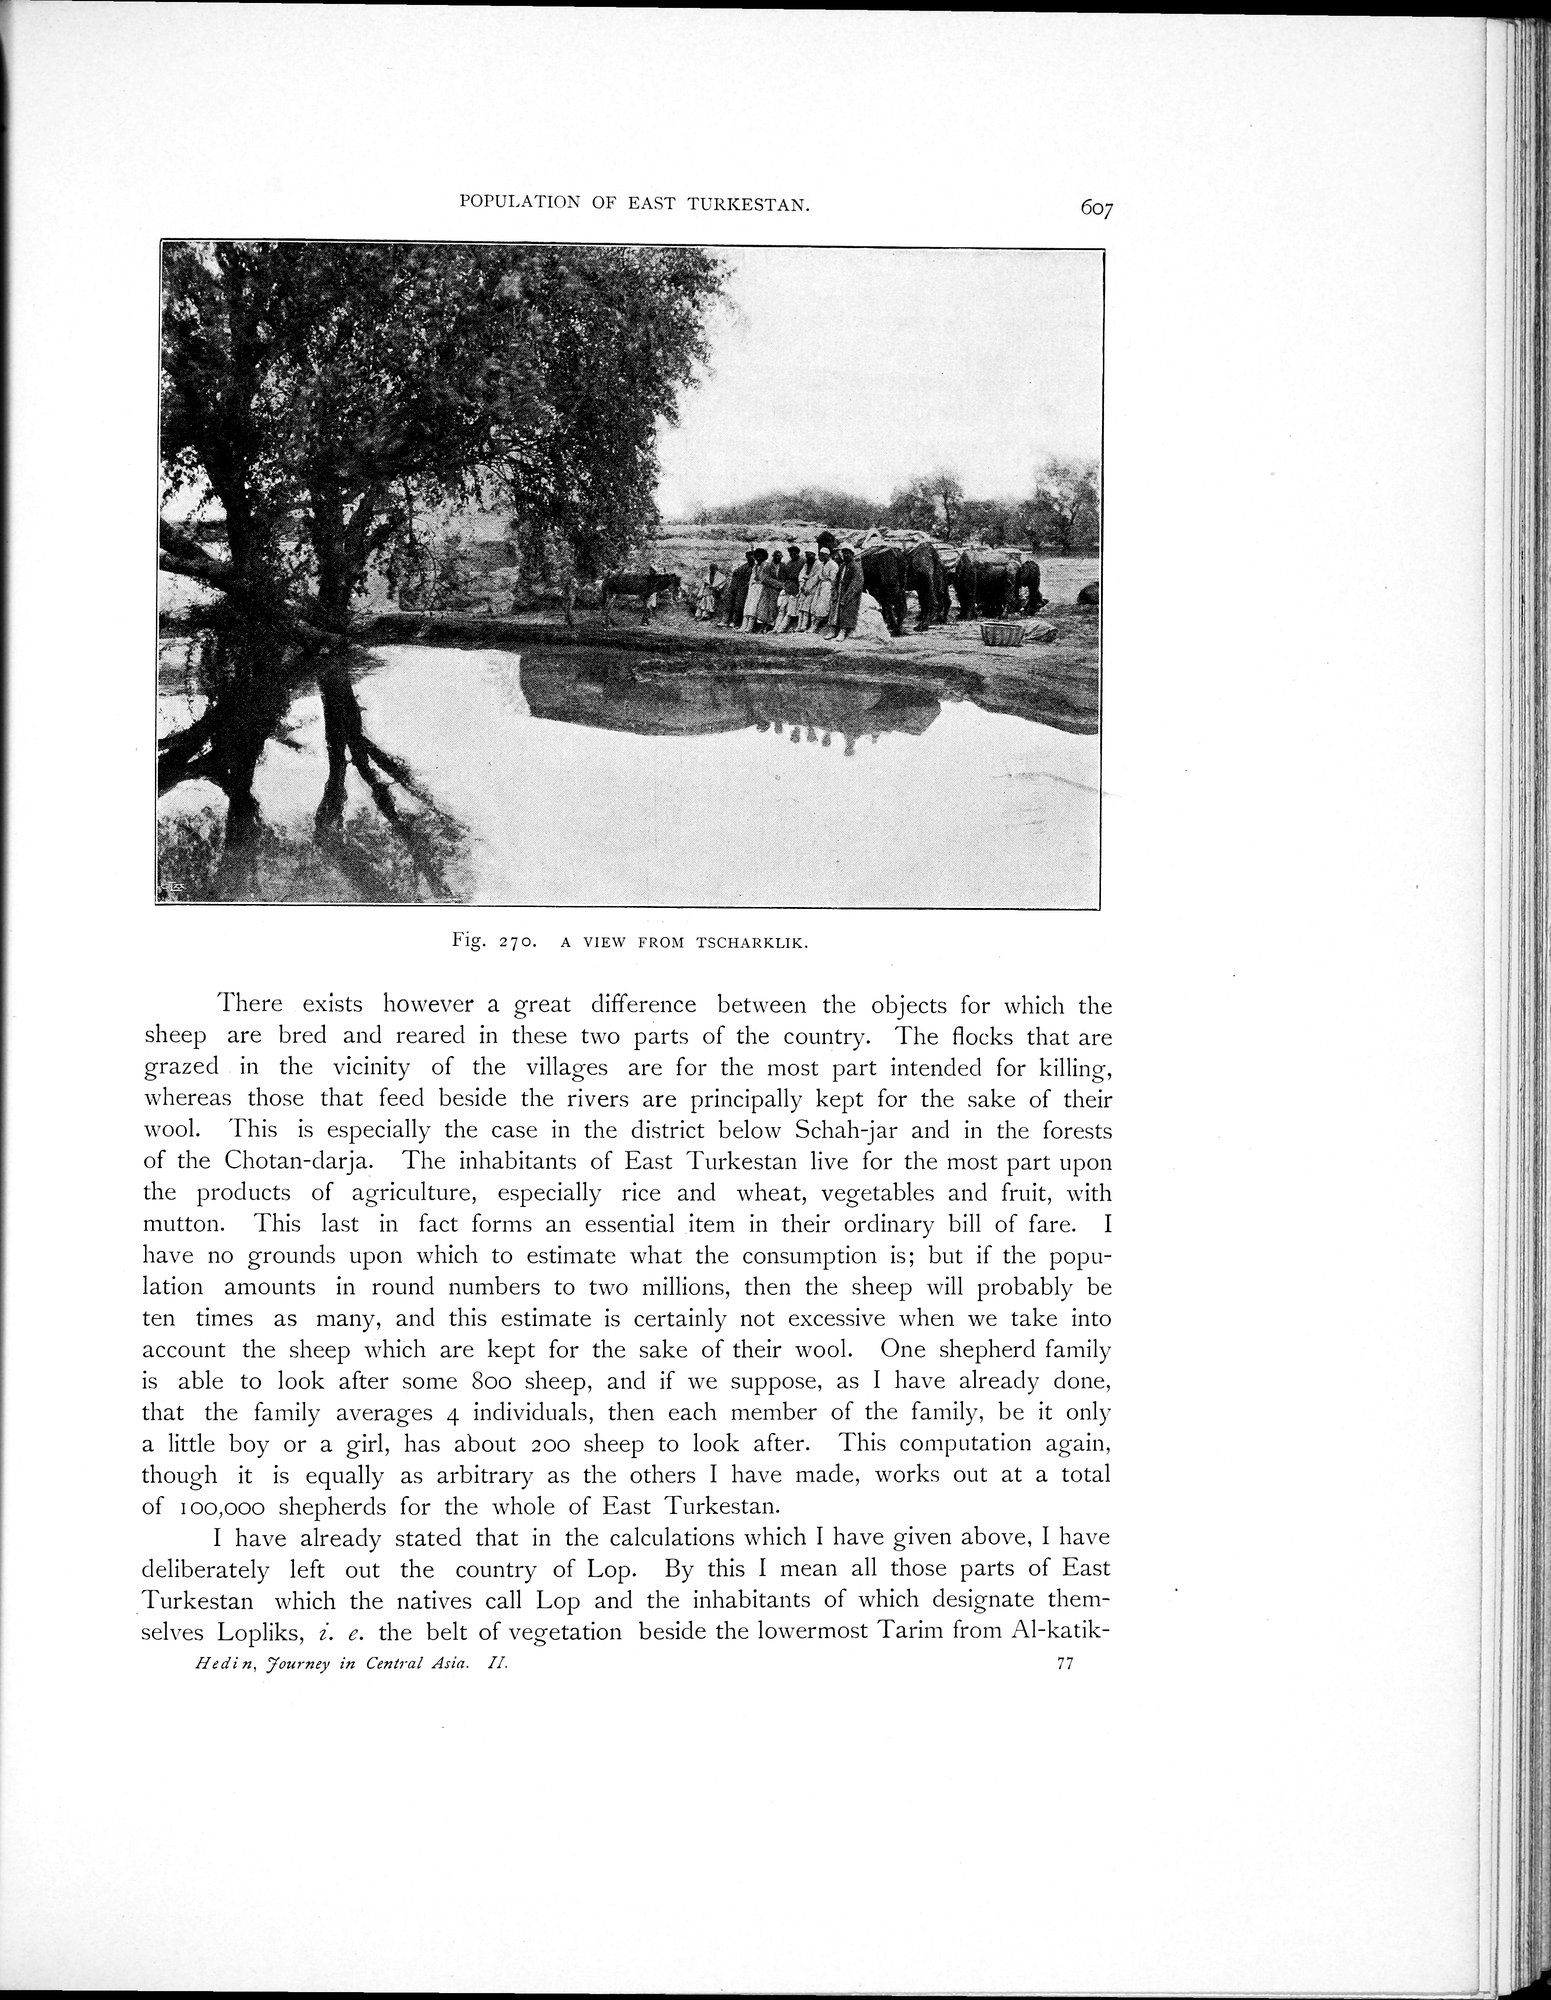 POPULATION OF EAST TURKESTAN.
607
Fig. 270. A VIEW FROM TSCHARKLIK.
There exists however a great difference between the objects for which the
sheep are bred and reared in these two parts of the country. The flocks that are
grazed in the vicinity of the villages are for the most part intended for killing,
whereas those that feed beside the rivers are principally kept for the sake of their
wool. This is especially the case in the district below Schah-jar and in the forests
of the Chotan-darja. The inhabitants of East Turkestan live for the most part upon
the products of agriculture, especially rice and wheat, vegetables and fruit, with
mutton. This last in fact forms an essential item in their ordinary bill of fare. I
have no grounds upon which to estimate what the consumption is; but if the popu-
lation amounts in round numbers to two millions, then the sheep will probably be
ten times as many, and this estimate is certainly not excessive when we take into
account the sheep which are kept for the sake of their wool. One shepherd family
is able to look after some 800 sheep, and if we suppose, as I have already done,
that the family averages 4 individuals, then each member of the family, be it only
a little boy or a girl, has about 200 sheep to look after. This computation again,
though it is equally as arbitrary as the others I have made, works out at a total
of 100,000 shepherds for the whole of East Turkestan.
I have already stated that in the calculations which I have given above, I have
deliberately left out the country of Lop. By this I mean all those parts of East
Turkestan which the natives call Lop and the inhabitants of which designate them-
selves Lopliks, i. e. the belt of vegetation beside the lowermost Tarim from Al-katik-
Hedin, Journey in Central Asia. II.
77